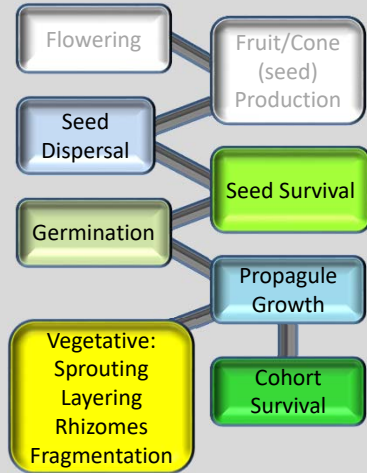 Flowering
Fruit/Cone
(seed)
Production
Seed
Dispersal
Seed Survival
Germination
Propagule
Growth
Vegetative:
Sprouting
Layering
Rhizomes
Fragmentation
Cohort
Survival